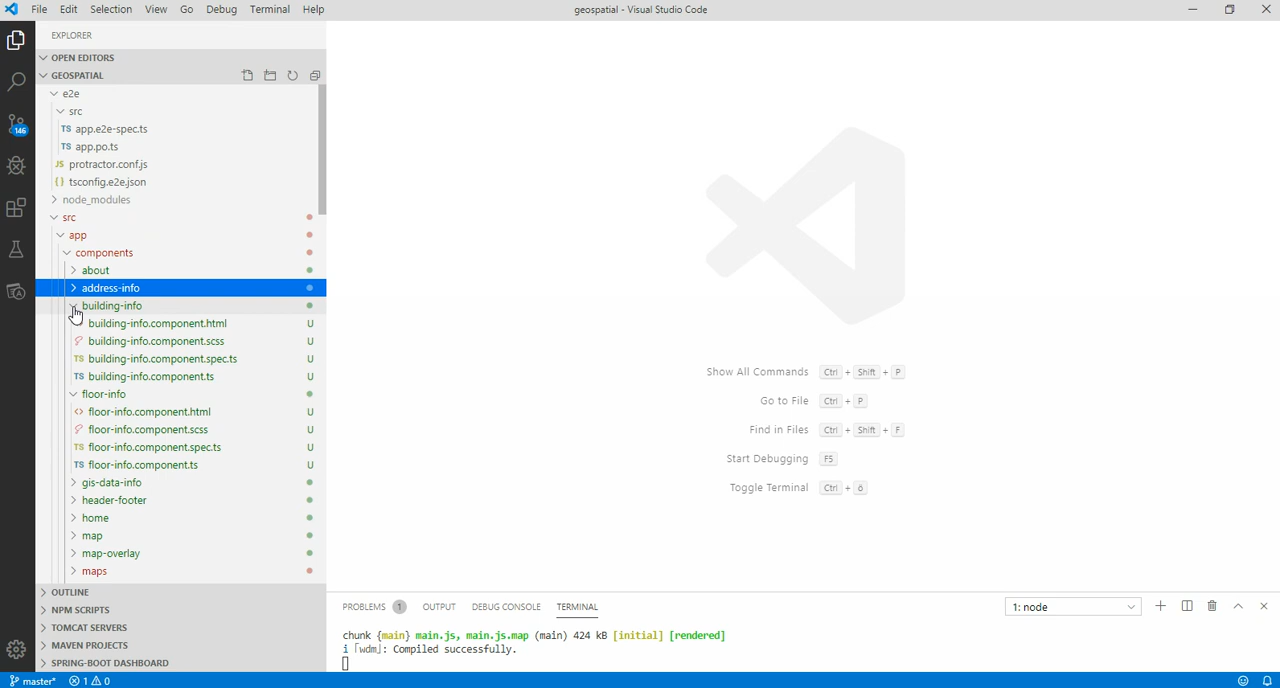 File Edit Selection View Go Debug Terminal Help
geospatial - Visual Studio Code
EXPLORER
OPEN EDITORS
GEOSPATIAL
e2e
src
TS app.e2e-spec.ts
TS app.po.ts
JS protractor.conf.js
{} tsconfig.e2e.json
node_modules
src
app
components
about
address-info
building-info
building-info.component.html U
building-info.component.scss U
TS building-info.component.spec.ts U
TS building-info.component.ts U
floor-info
<> floor-info.component.html U
floor-info.component.scss U
TS floor-info.component.spec.ts U
TS floor-info.component.ts U
gis-data-info
header-footer
home
map
map-overlay
maps
OUTLINE
NPM SCRIPTS
TOMCAT SERVERS
MAVEN PROJECTS
SPRING-BOOT DASHBOARD
146
Show All Commands Ctrl + Shift + P
Go to File Ctrl + P
Find in Files Ctrl + Shift + F
Start Debugging F5
Toggle Terminal Ctrl + ö
PROBLEMS 1 OUTPUT DEBUG CONSOLE TERMINAL
1: node
chunk {main} main.js, main.js.map (main) 424 kB [initial] [rendered]
i ｢wdm｣: Compiled successfully.
master* 1 0